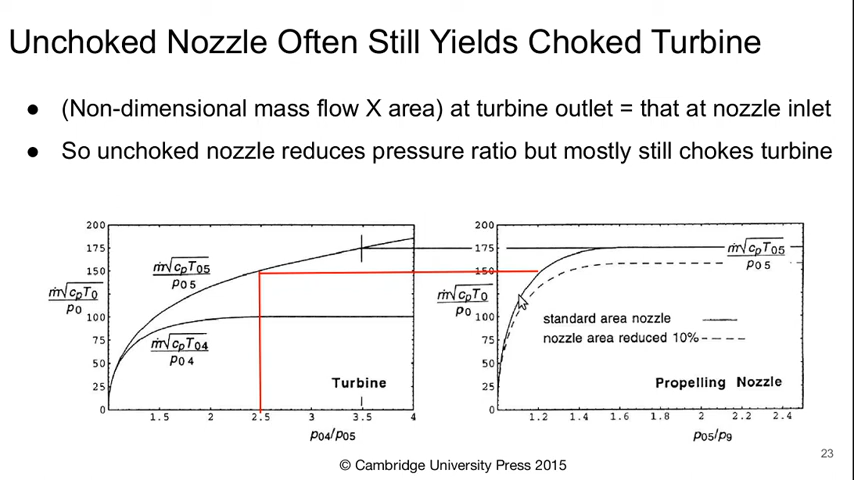 Unchoked Nozzle Often Still Yields Choked Turbine
● (Non-dimensional mass flow X area) at turbine outlet = that at nozzle inlet
● So unchoked nozzle reduces pressure ratio but mostly still chokes turbine
200
175
150
100
75
50
25
0
ṁ√cpT0
p0
ṁ√cpT05
p05
ṁ√cpT04
p04
Turbine
1.5
2
2.5
3
3.5
4
p04/p05
200
175
150
100
75
50
25
0
ṁ√cpT0
p0
ṁ√cpT05
p05
standard area nozzle
nozzle area reduced 10%
Propelling Nozzle
1.2
1.4
1.6
1.8
2
2.2
2.4
p05/p9
© Cambridge University Press 2015
23